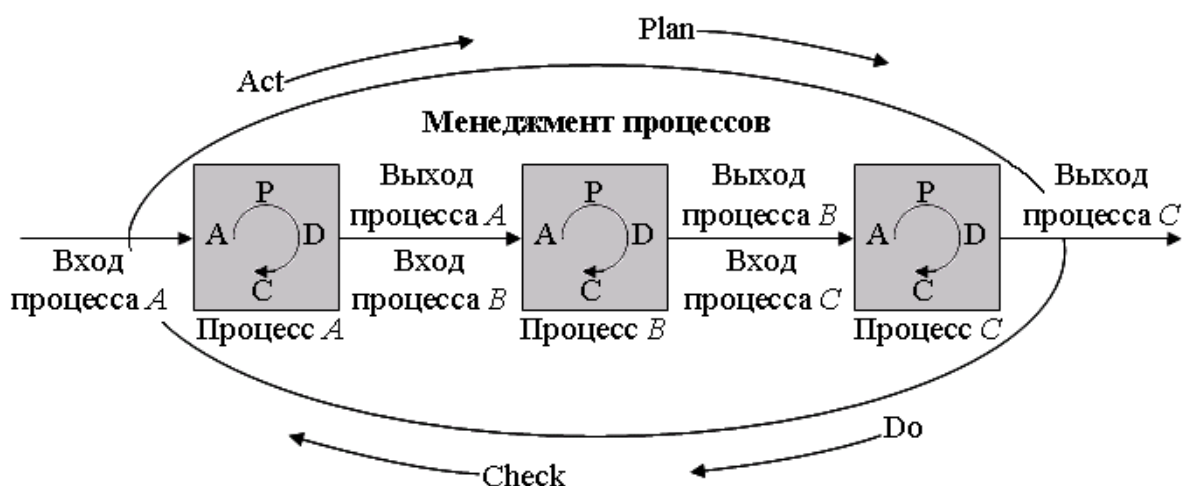 Plan
Act
Менеджмент процессов
Выход
процесса A
Выход
процесса B
Выход
процесса C
P
A D
C
P
A D
C
P
A D
C
Вход
процесса A
Вход
процесса B
Вход
процесса C
Процесс A
Процесс B
Процесс C
Do
Check